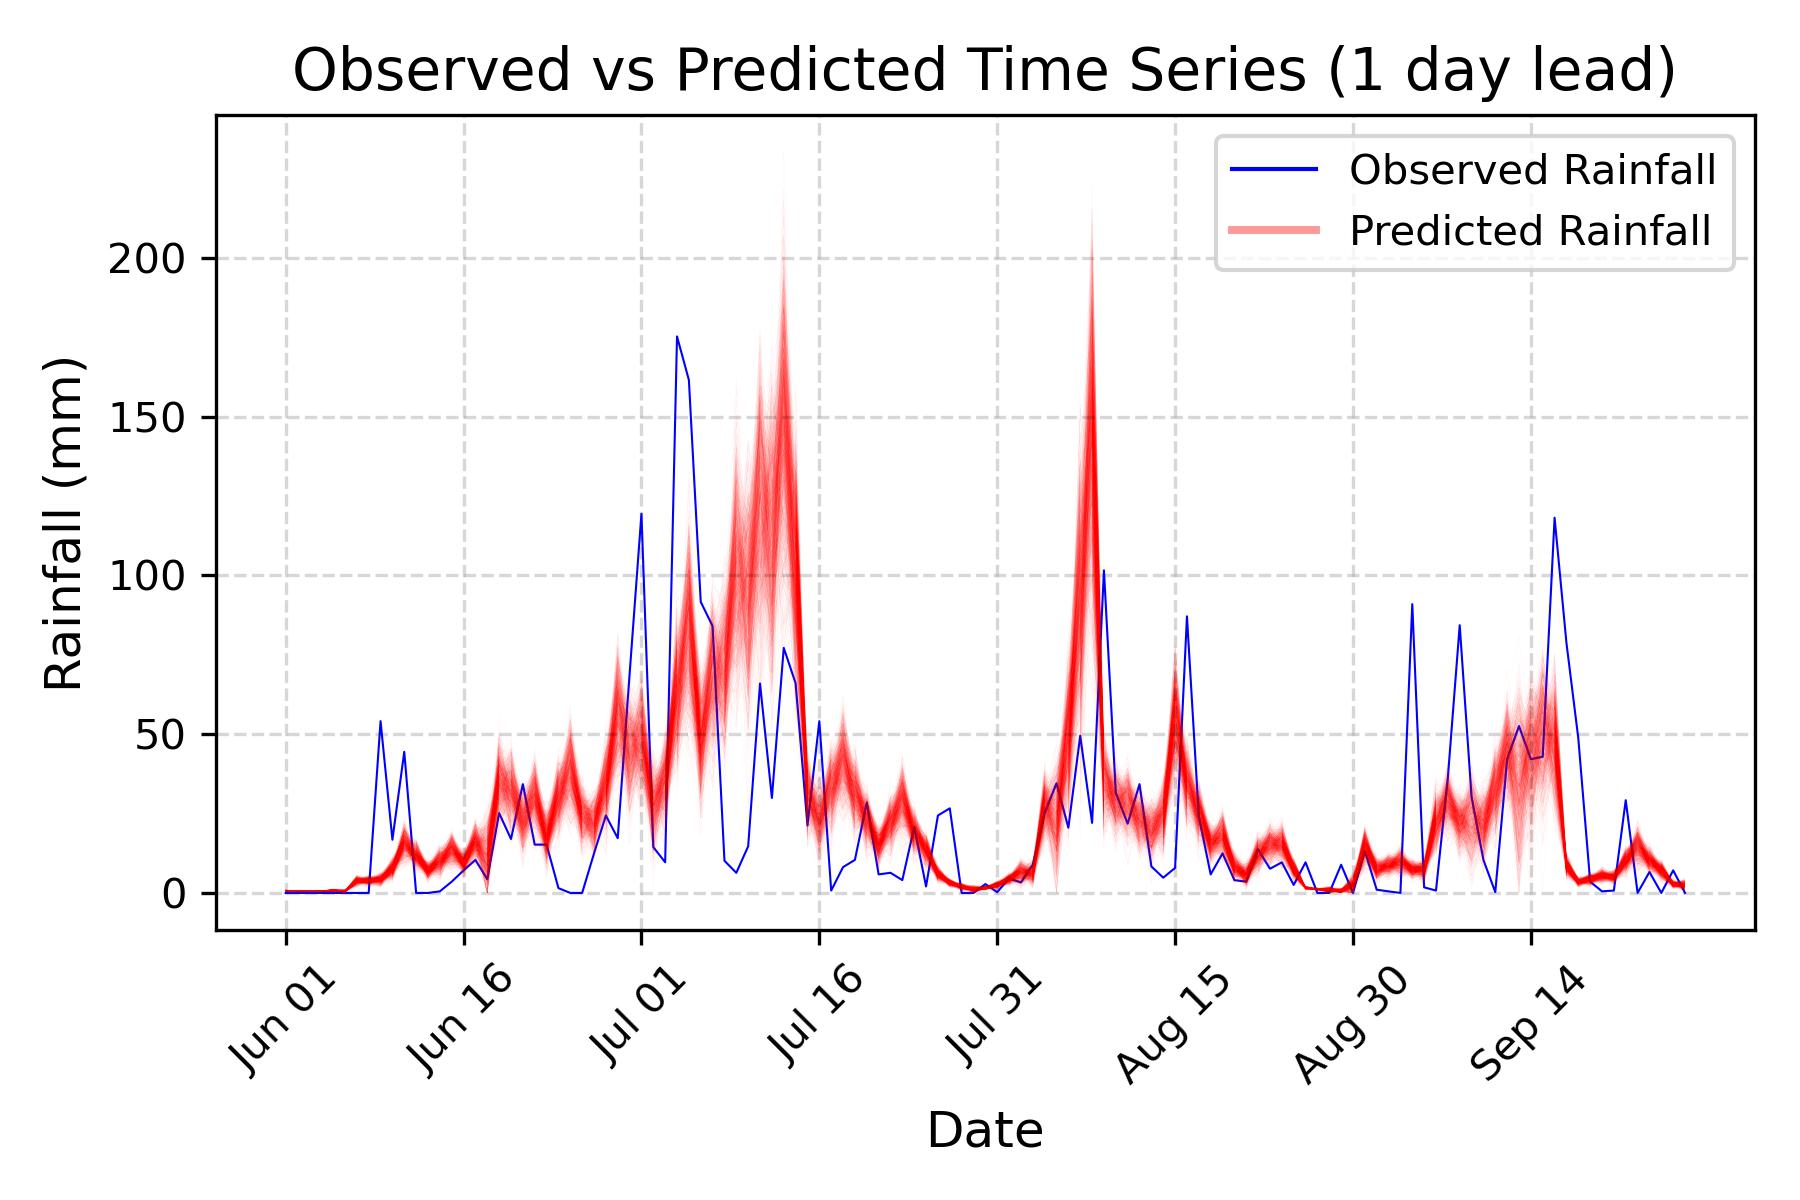 Observed vs Predicted Time Series (1 day lead)
Observed Rainfall
Predicted Rainfall
Rainfall (mm)
200
150
100
50
0
Jun 01
Jun 16
Jul 01
Jul 16
Jul 31
Aug 15
Aug 30
Sep 14
Date